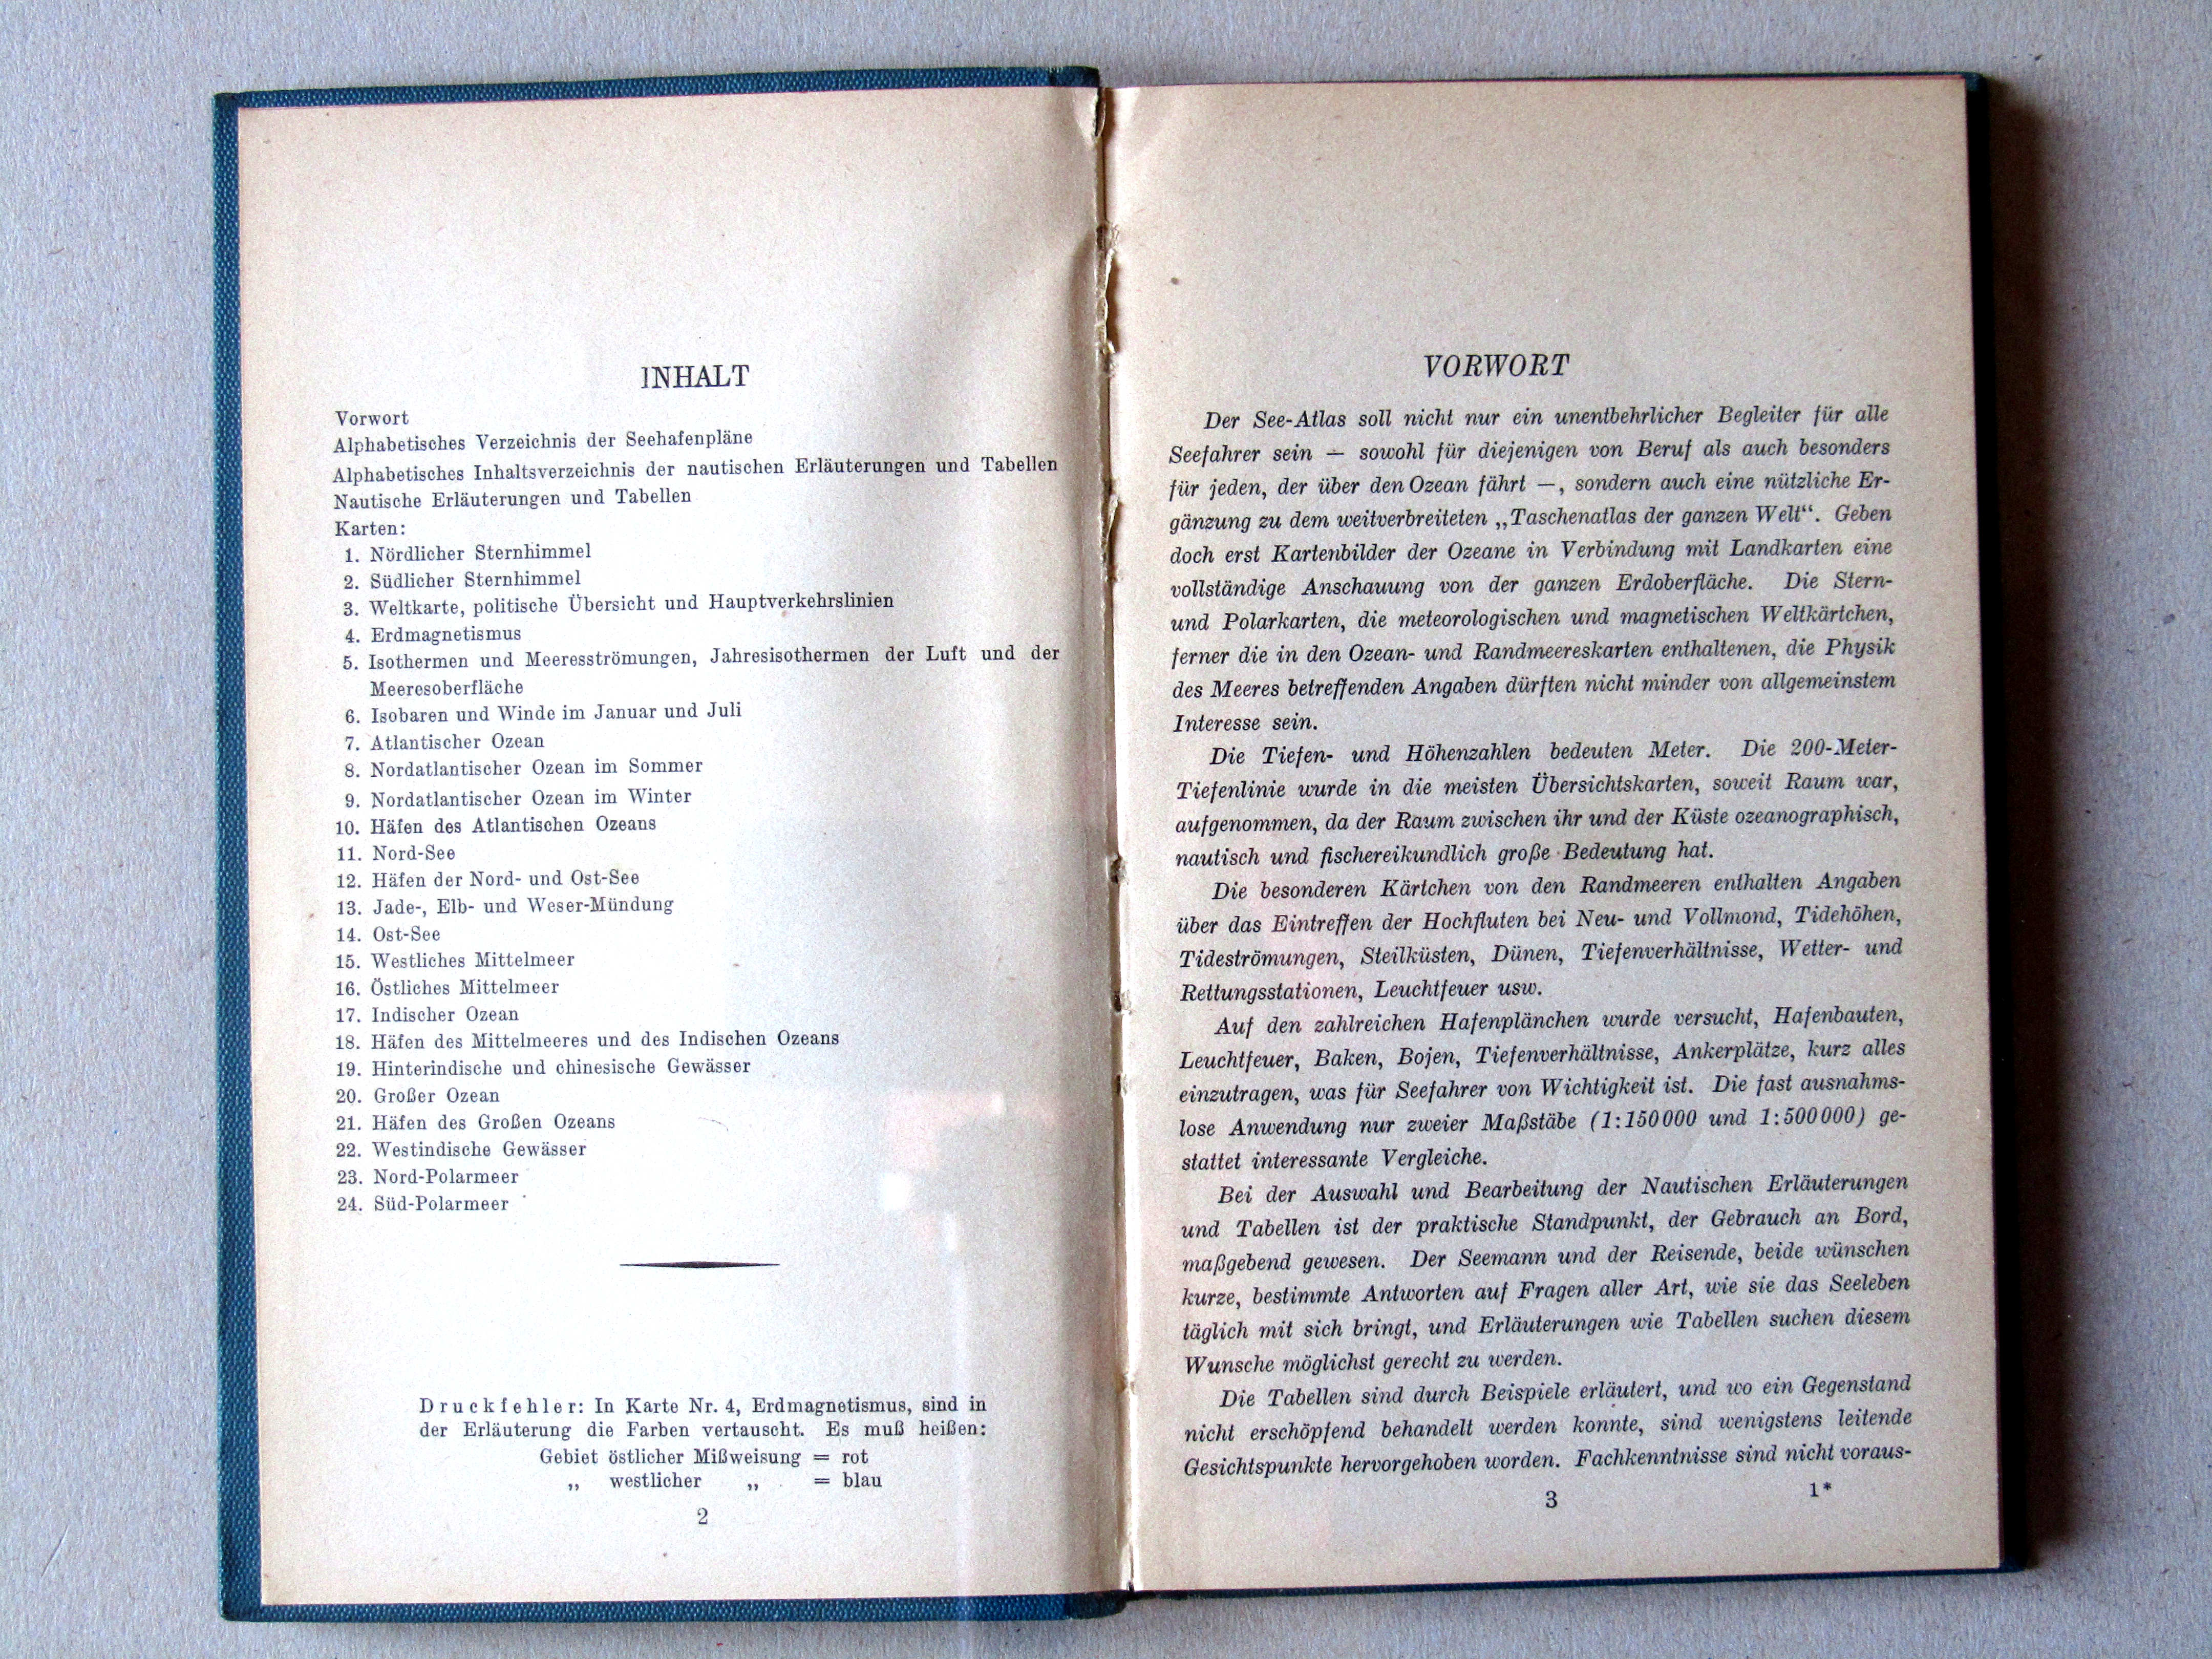 INHALT
Vorwort
Alphabetisches Verzeichnis der Seehafenpläne
Alphabetisches Inhaltsverzeichnis der nautischen Erläuterungen und Tabellen
Nautische Erläuterungen und Tabellen
Karten:
1. Nördlicher Sternhimmel
2. Südlicher Sternhimmel
3. Weltkarte, politische Übersicht und Hauptverkehrslinien
4. Erdmagnetismus
5. Isothermen und Meeresströmungen, Jahresisothermen der Luft und der
Meeresoberfläche
6. Isobaren und Winde im Januar und Juli
7. Atlantischer Ozean
8. Nordatlantischer Ozean im Sommer
9. Nordatlantischer Ozean im Winter
10. Häfen des Atlantischen Ozeans
11. Nord-See
12. Häfen der Nord- und Ost-See
13. Jade-, Elb- und Weser-Mündung
14. Ost-See
15. Westliches Mittelmeer
16. Östliches Mittelmeer
17. Indischer Ozean
18. Häfen des Mittelmeeres und des Indischen Ozeans
19. Hinterindische und chinesische Gewässer
20. Großer Ozean
21. Häfen des Großen Ozeans
22. Westindische Gewässer
23. Nord-Polarmeer
24. Süd-Polarmeer
Druckfehler: In Karte Nr. 4, Erdmagnetismus, sind in
der Erläuterung die Farben vertauscht. Es muß heißen:
Gebiet östlicher Mißweisung = rot
„ westlicher „ = blau
2
VORWORT
Der See-Atlas soll nicht nur ein unentbehrlicher Begleiter für alle
Seefahrer sein — sowohl für diejenigen von Beruf als auch besonders
für jeden, der über den Ozean fährt —, sondern auch eine nützliche Er-
gänzung zu dem weitverbreiteten „Taschenatlas der ganzen Welt“. Geben
doch erst Kartenbilder der Ozeane in Verbindung mit Landkarten eine
vollständige Anschauung von der ganzen Erdoberfläche. Die Stern-
und Polarkarten, die meteorologischen und magnetischen Weltkärtchen,
ferner die in den Ozean- und Randmeereskarten enthaltenen, die Physik
des Meeres betreffenden Angaben dürften nicht minder von allgemeinstem
Interesse sein.
Die Tiefen- und Höhenzahlen bedeuten Meter. Die 200-Meter-
Tiefenlinie wurde in die meisten Übersichtskarten, soweit Raum war,
aufgenommen, da der Raum zwischen ihr und der Küste ozeanographisch,
nautisch und fischereikundlich große Bedeutung hat.
Die besonderen Kärtchen von den Randmeeren enthalten Angaben
über das Eintreffen der Hochfluten bei Neu- und Vollmond, Tidehöhen,
Tideströmungen, Steilküsten, Dünen, Tiefenverhältnisse, Wetter- und
Rettungsstationen, Leuchtfeuer usw.
Auf den zahlreichen Hafenplänchen wurde versucht, Hafenbauten,
Leuchtfeuer, Baken, Bojen, Tiefenverhältnisse, Ankerplätze, kurz alles
einzutragen, was für Seefahrer von Wichtigkeit ist. Die fast ausnahms-
lose Anwendung nur zweier Maßstäbe (1:150000 und 1:500000) ge-
stattet interessante Vergleiche.
Bei der Auswahl und Bearbeitung der Nautischen Erläuterungen
und Tabellen ist der praktische Standpunkt, der Gebrauch an Bord,
maßgebend gewesen. Der Seemann und der Reisende, beide wünschen
kurze, bestimmte Antworten auf Fragen aller Art, wie sie das Seeleben
täglich mit sich bringt, und Erläuterungen wie Tabellen suchen diesem
Wunsche möglichst gerecht zu werden.
Die Tabellen sind durch Beispiele erläutert, und wo ein Gegenstand
nicht erschöpfend behandelt werden konnte, sind wenigstens leitende
Gesichtspunkte hervorgehoben worden. Fachkenntnisse sind nicht voraus-
3 1*